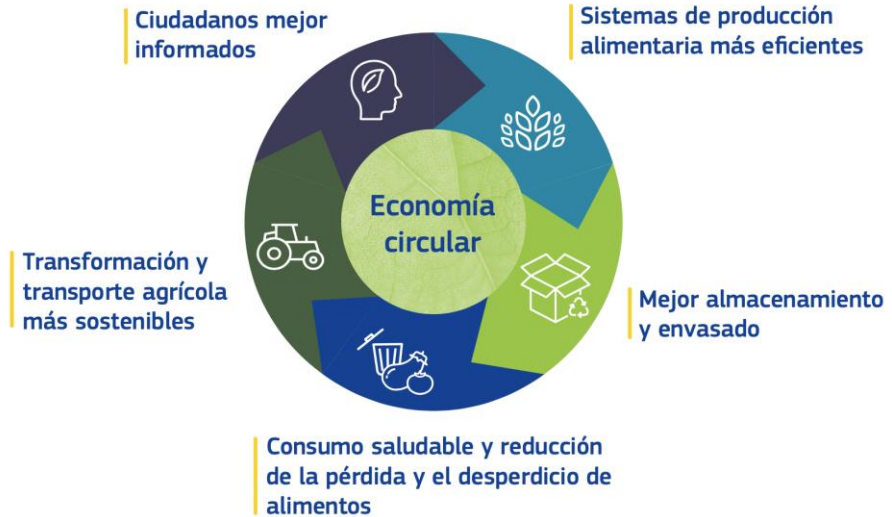 Ciudadanos mejor
informados
Sistemas de producción
alimentaria más eficientes
Economía
circular
Transformación y
transporte agrícola
más sostenibles
Mejor almacenamiento
y envasado
Consumo saludable y reducción
de la pérdida y el desperdicio de
alimentos